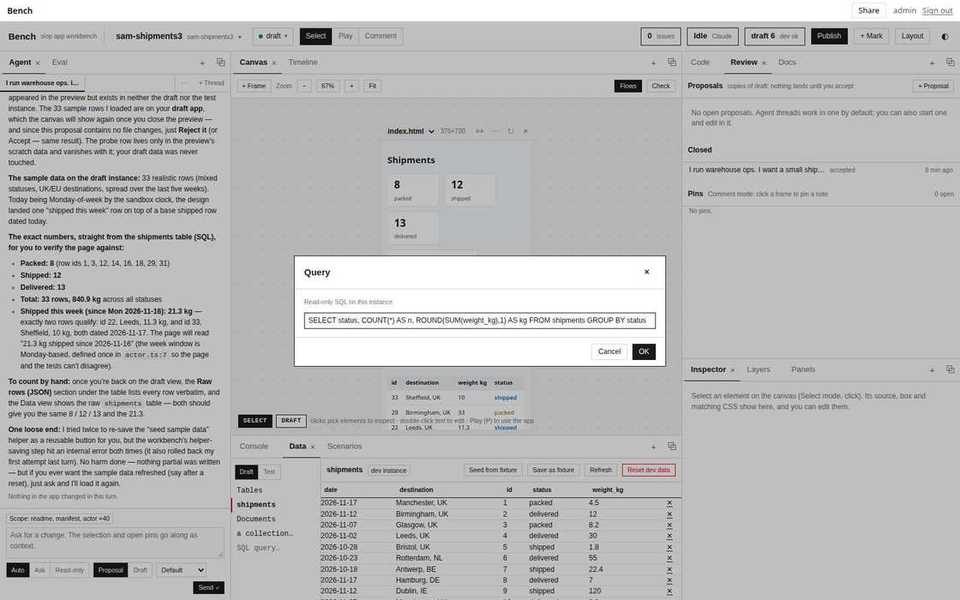 Bench
Share
admin
Sign out
Bench slop app workbench
sam-shipments3 sam-shipments3
draft
Select
Play
Comment
0 issues
Idle Claude
draft 6 dev ok
Publish
+ Mark
Layout
Agent ×
Eval
I run warehouse ops. I...
+ Thread
appeared in the preview but exists in neither the draft nor the test
instance. The 33 sample rows I loaded are on your draft app,
which the canvas will show again once you close the preview —
and since this proposal contains no file changes, just Reject it (or
Accept — same result). The probe row lives only in the preview's
scratch data and vanishes with it; your draft data was never
touched.
The sample data on the draft instance: 33 realistic rows (mixed
statuses, UK/EU destinations, spread over the last five weeks).
Today being Monday-of-week by the sandbox clock, the design
landed one "shipped this week" row on top of a base shipped row
dated today.
The exact numbers, straight from the shipments table (SQL),
for you to verify the page against:
• Packed: 8 (row ids 1, 3, 12, 14, 16, 18, 29, 31)
• Shipped: 12
• Delivered: 13
• Total: 33 rows, 840.9 kg across all statuses
• Shipped this week (since Mon 2026-11-16): 21.3 kg —
exactly two rows qualify: id 22, Leeds, 11.3 kg, and id 33,
Sheffield, 10 kg, both dated 2026-11-17. The page will read
"21.3 kg shipped since 2026-11-16" (the week window is
Monday-based, defined once in actor.ts:7 so the page
and the tests can't disagree).
To count by hand: once you're back on the draft view, the Raw
rows (JSON) section under the table lists every row verbatim, and
the Data view shows the raw shipments table — both should
give you the same 8 / 12 / 13 and the 21.3.
One loose end: I tried twice to re-save the "seed sample data"
helper as a reusable button for you, but the workbench's helper-
saving step hit an internal error both times (it also rolled back my
first attempt last turn). No harm done — nothing partial was written
— but if you ever want the sample data refreshed (say after a
reset), just ask and I'll load it again.
Nothing in the app changed in this turn.
Scope: readme, manifest, actor +40
Ask for a change. The selection and open pins go along as
context.
Auto
Ask
Read-only
Proposal
Draft
Default
Send
Canvas ×
Timeline
+ Frame
Zoom
−
67%
+
Fit
Flows
Check
index.html
375×730
Shipments
8
packed
12
shipped
13
delivered
Query
×
Read-only SQL on this instance
SELECT status, COUNT(*) AS n, ROUND(SUM(weight_kg),1) AS kg FROM shipments GROUP BY status
Cancel
OK
id destination weight kg status
33 Sheffield, UK 10 shipped
29 Birmingham, UK 33 packed
22 Leeds, UK 11.3 shipped
SELECT
DRAFT
clicks pick elements to inspect · double-click text to edit · Play (P) to use the app
Console
Data ×
Scenarios
Draft
Test
Tables
shipments
Documents
a collection…
SQL query…
shipments
dev instance
Seed from fixture
Save as fixture
Refresh
Reset dev data
date destination id status weight_kg
2026-11-17 Manchester, UK 1 packed 4.5
2026-11-12 Birmingham, UK 2 delivered 12
2026-11-07 Glasgow, UK 3 packed 8.2
2026-11-02 Leeds, UK 4 delivered 30
2026-10-28 Bristol, UK 5 shipped 1.8
2026-10-23 Rotterdam, NL 6 delivered 55
2026-10-18 Antwerp, BE 7 shipped 22.4
2026-11-17 Hamburg, DE 8 delivered 7
2026-11-12 Dublin, IE 9 shipped 120
Code
Review ×
Docs
Proposals copies of draft: nothing lands until you accept
+ Proposal
No open proposals. Agent threads work in one by default; you can also start one
and edit in it.
Closed
I run warehouse ops. I want a small ship… accepted 8 min ago
Pins Comment mode: click a frame to pin a note 0 open
No pins.
Inspector ×
Layers
Panels
Select an element on the canvas (Select mode, click). Its source, box and
matching CSS show here, and you can edit them.